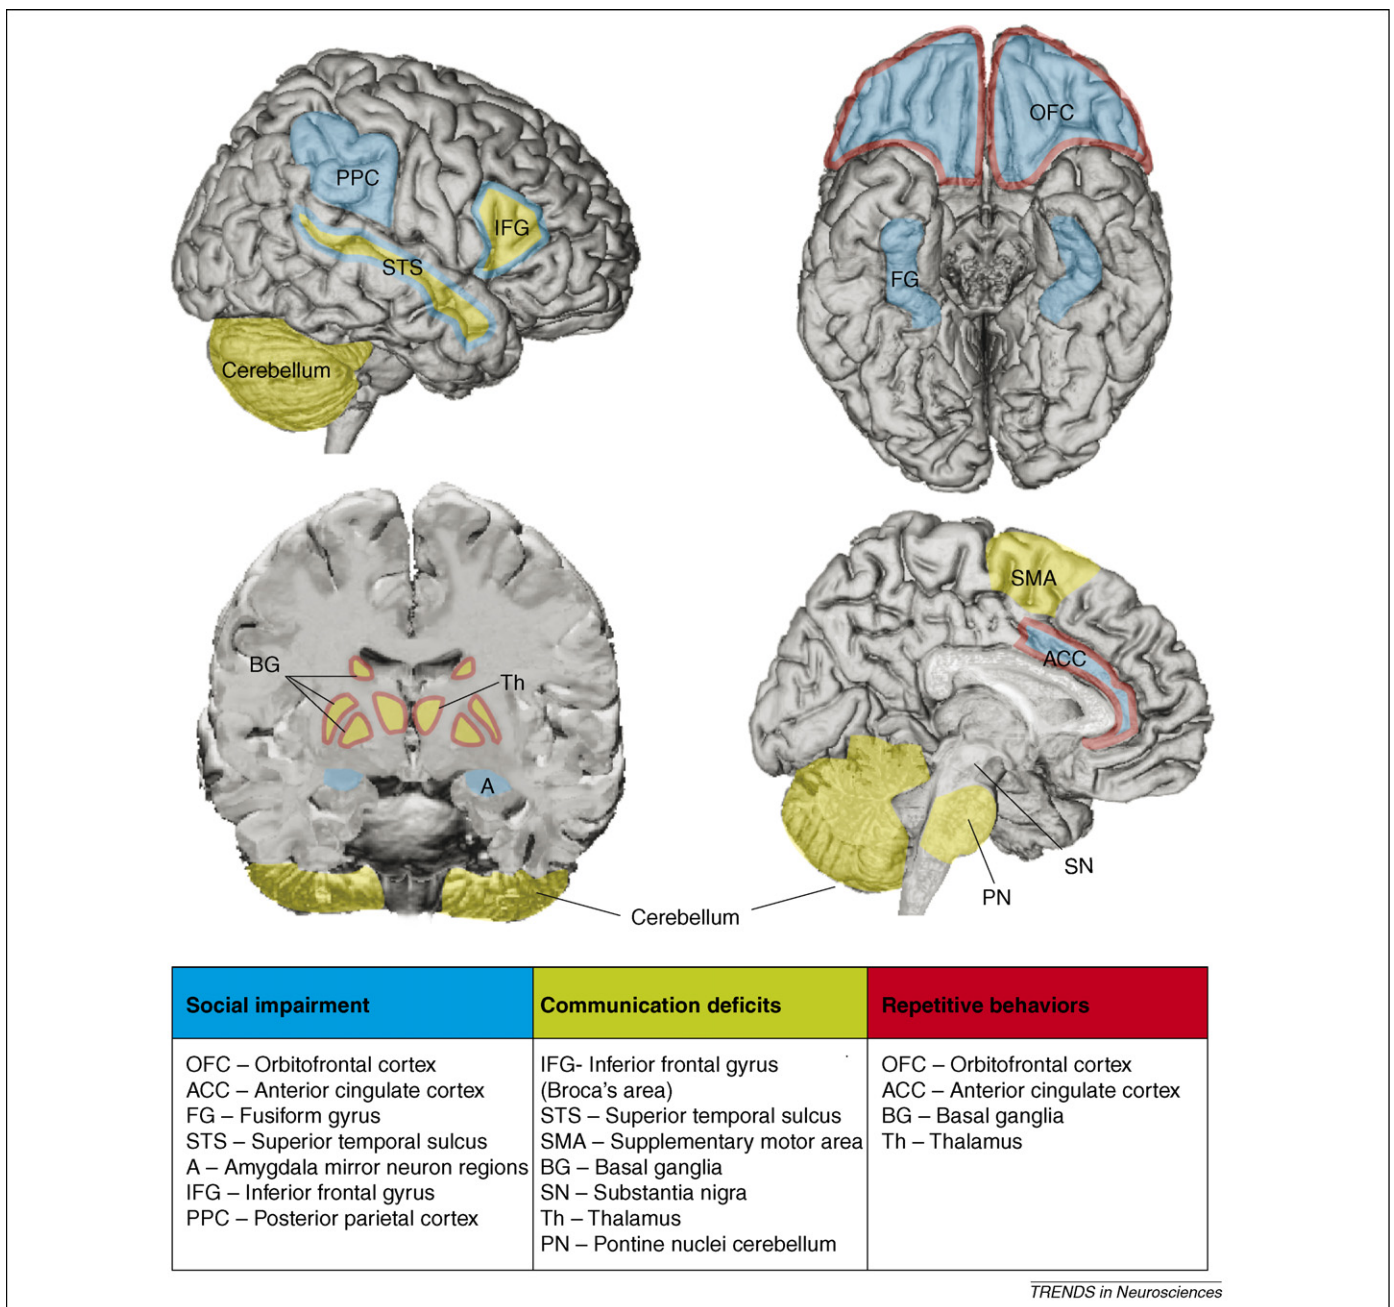 PPC
IFG
STS
Cerebellum
OFC
FG
BG
Th
A
SMA
ACC
SN
PN
Cerebellum
Social impairment
OFC – Orbitofrontal cortex
ACC – Anterior cingulate cortex
FG – Fusiform gyrus
STS – Superior temporal sulcus
A – Amygdala mirror neuron regions
IFG – Inferior frontal gyrus
PPC – Posterior parietal cortex
Communication deficits
IFG- Inferior frontal gyrus
(Broca's area)
STS – Superior temporal sulcus
SMA – Supplementary motor area
BG – Basal ganglia
SN – Substantia nigra
Th – Thalamus
PN – Pontine nuclei cerebellum
Repetitive behaviors
OFC – Orbitofrontal cortex
ACC – Anterior cingulate cortex
BG – Basal ganglia
Th – Thalamus
TRENDS in Neurosciences